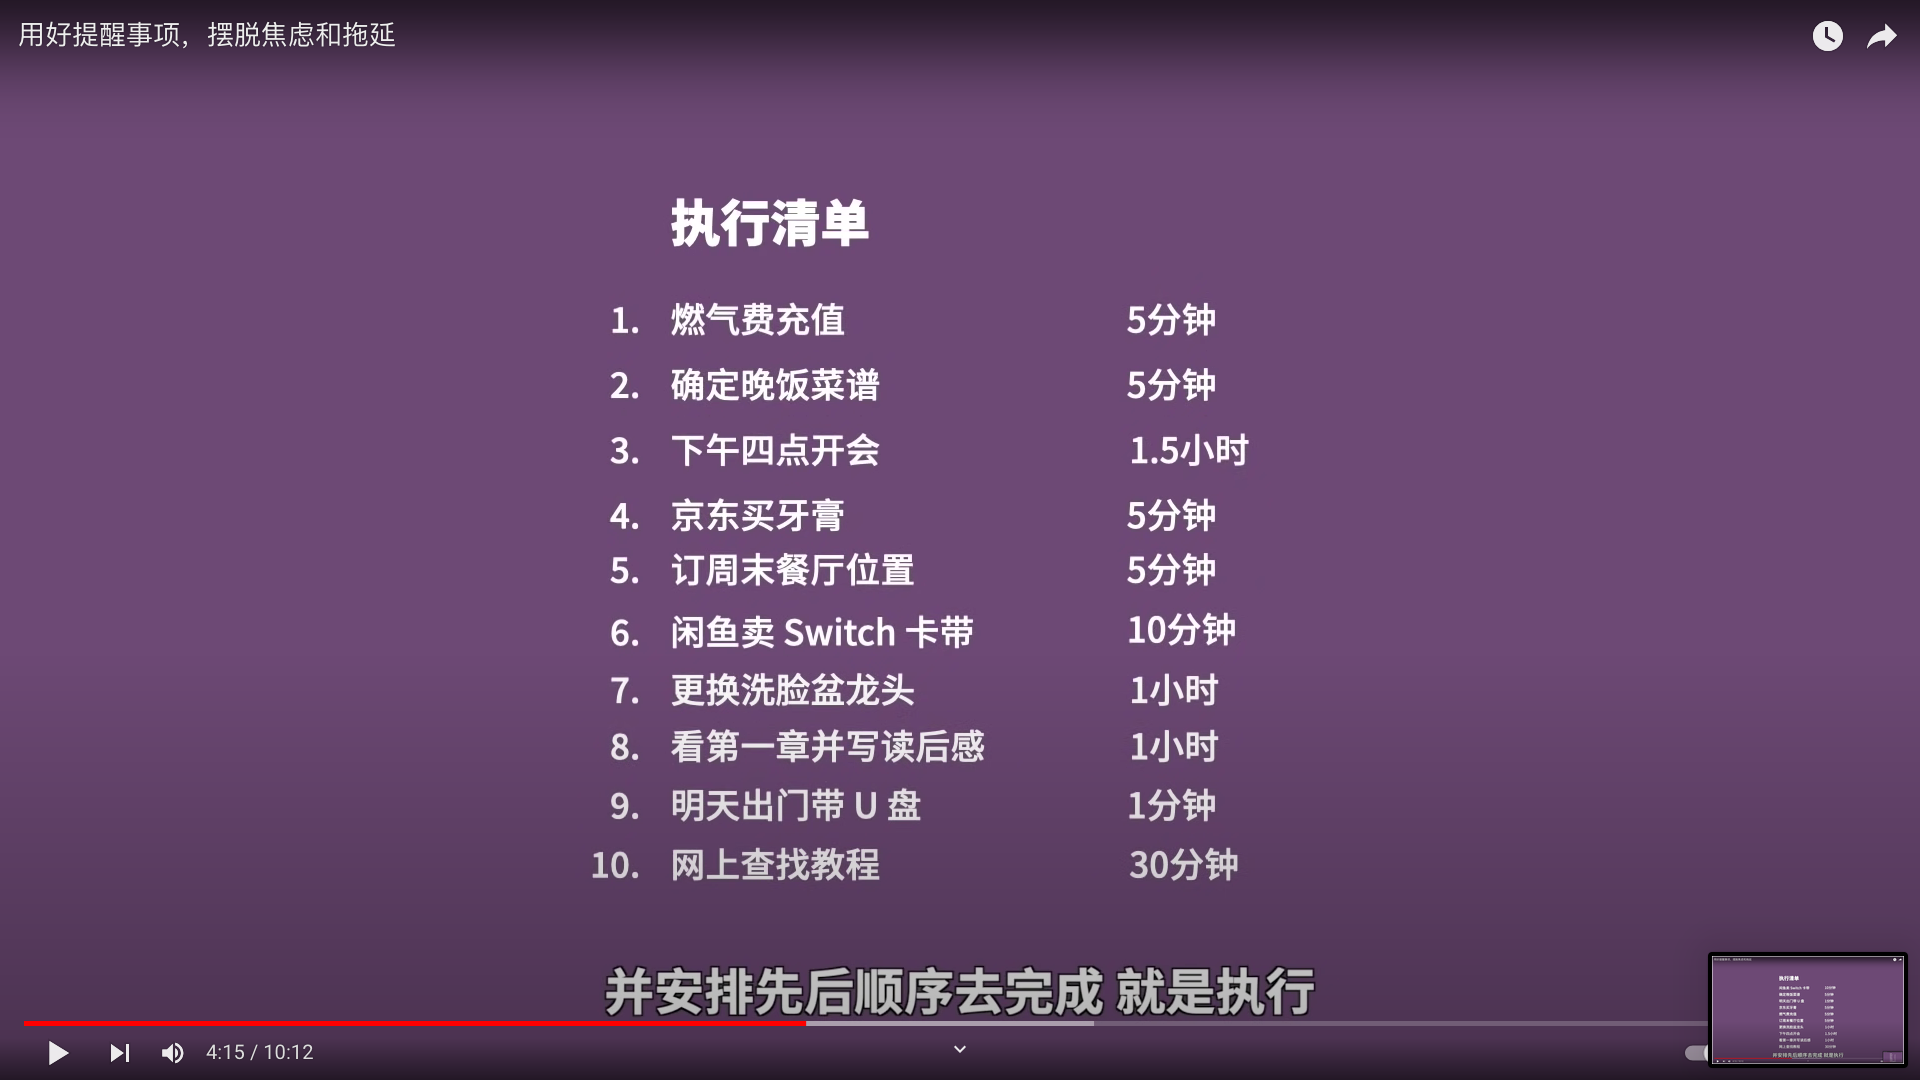 用好提醒事项，摆脱焦虑和拖延
执行清单
1. 燃气费充值 5分钟
2. 确定晚饭菜谱 5分钟
3. 下午四点开会 1.5小时
4. 京东买牙膏 5分钟
5. 订周末餐厅位置 5分钟
6. 闲鱼卖 Switch 卡带 10分钟
7. 更换洗脸盆龙头 1小时
8. 看第一章并写读后感 1小时
9. 明天出门带 U 盘 1分钟
10. 网上查找教程 30分钟
并安排先后顺序去完成 就是执行
4:15 / 10:12